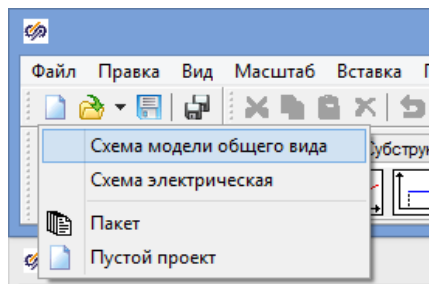 Файл Правка Вид Масштаб Вставка
Схема модели общего вида
Схема электрическая
Пакет
Пустой проект